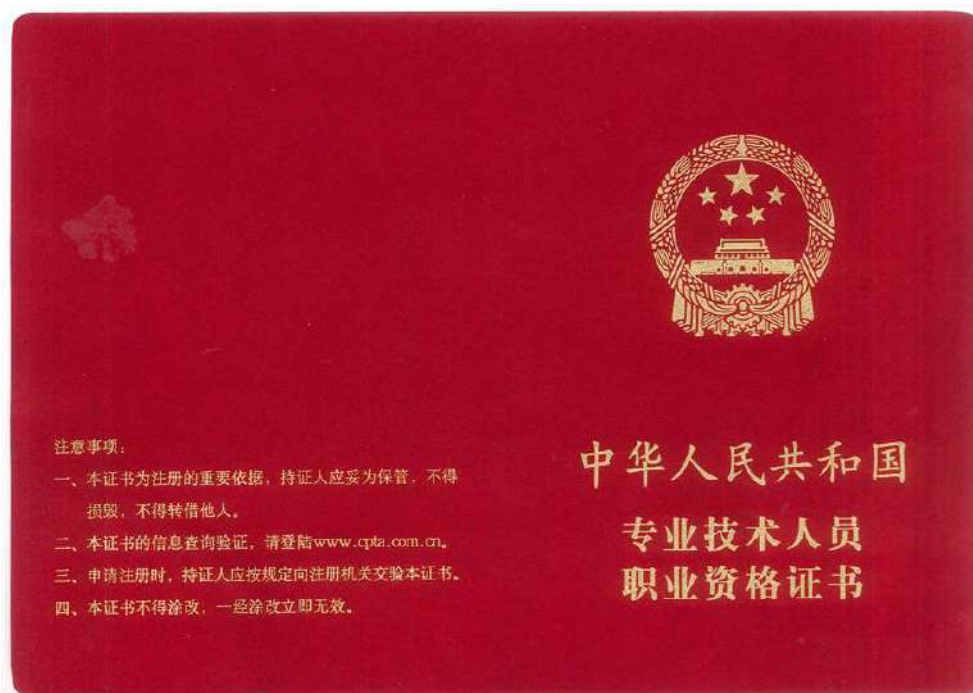 注意事项：
一、本证书为注册的重要依据，持证人应妥为保管，不得
损毁，不得转借他人。
二、本证书的信息查询验证，请登陆www.cpta.com.cn。
三、申请注册时，持证人应按规定向注册机关交验本证书。
四、本证书不得涂改，一经涂改立即无效。
中华人民共和国
专业技术人员
职业资格证书